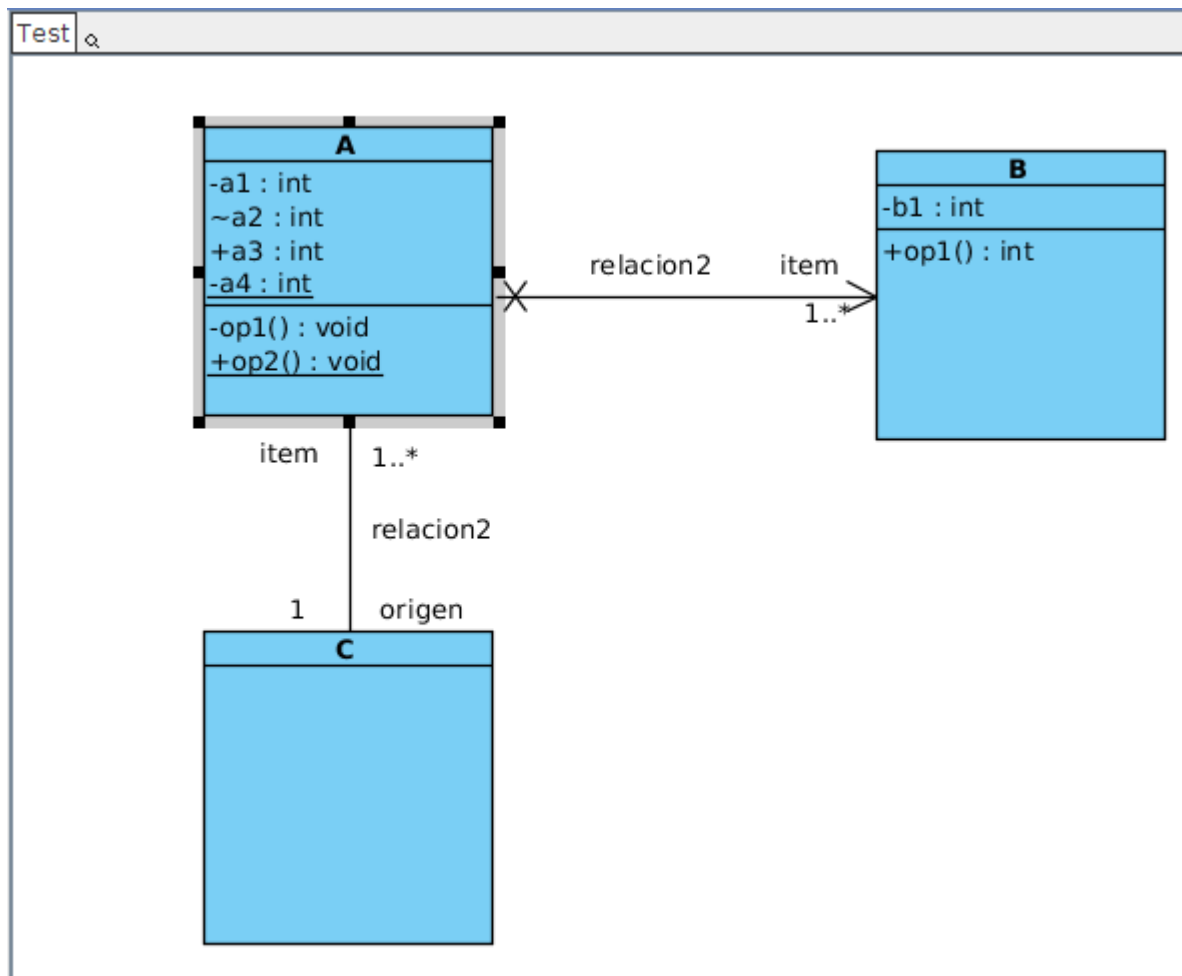 Test
A
-a1 : int
~a2 : int
+a3 : int
-a4 : int
-op1() : void
+op2() : void
relacion2
item
1..*
B
-b1 : int
+op1() : int
item
1..*
relacion2
1
origen
C